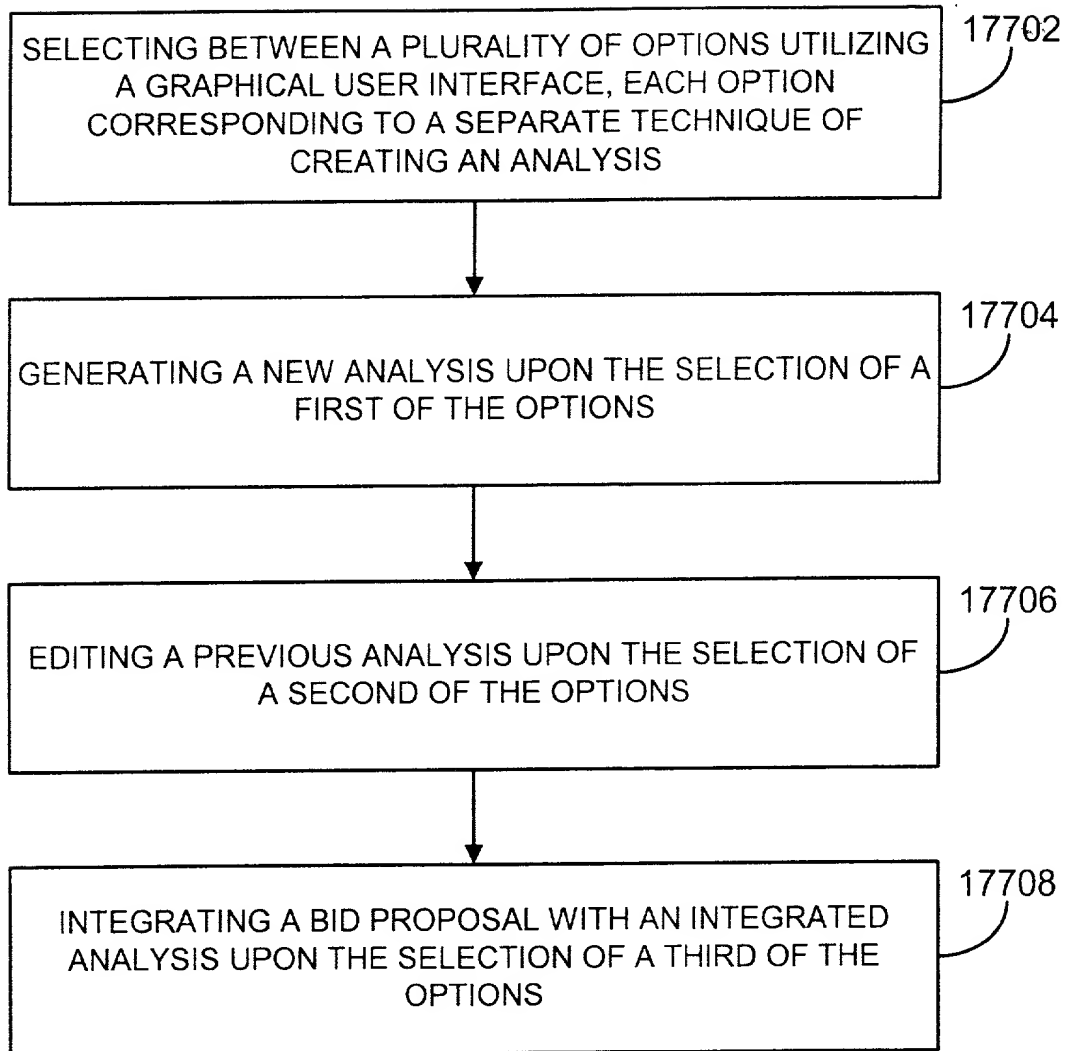 17702
SELECTING BETWEEN A PLURALITY OF OPTIONS UTILIZING
A GRAPHICAL USER INTERFACE, EACH OPTION
CORRESPONDING TO A SEPARATE TECHNIQUE OF
CREATING AN ANALYSIS
17704
GENERATING A NEW ANALYSIS UPON THE SELECTION OF A
FIRST OF THE OPTIONS
17706
EDITING A PREVIOUS ANALYSIS UPON THE SELECTION OF
A SECOND OF THE OPTIONS
17708
INTEGRATING A BID PROPOSAL WITH AN INTEGRATED
ANALYSIS UPON THE SELECTION OF A THIRD OF THE
OPTIONS